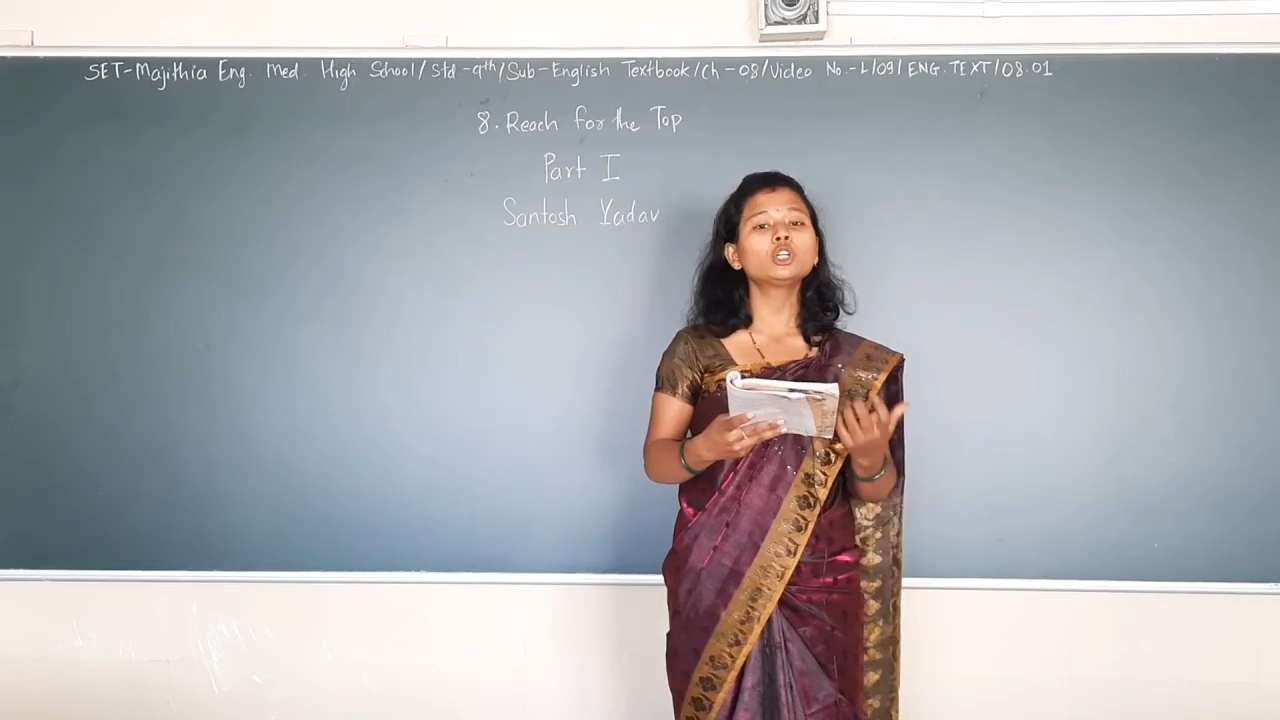 SET-Majithia Eng. Med. High School/Std-9th/Sub-English Textbook/Ch-08/Video No.-L/09/ENG.TEXT/08.01
8. Reach for the Top
Part I
Santosh Yadav